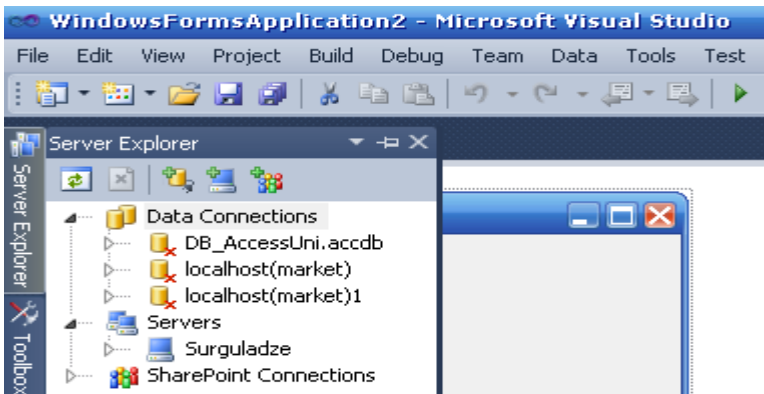 WindowsFormsApplication2 - Microsoft Visual Studio
File Edit View Project Build Debug Team Data Tools Test
Server Explorer
Server Explorer
Toolbox
Data Connections
DB_AccessUni.accdb
localhost(market)
localhost(market)1
Servers
Surguladze
SharePoint Connections